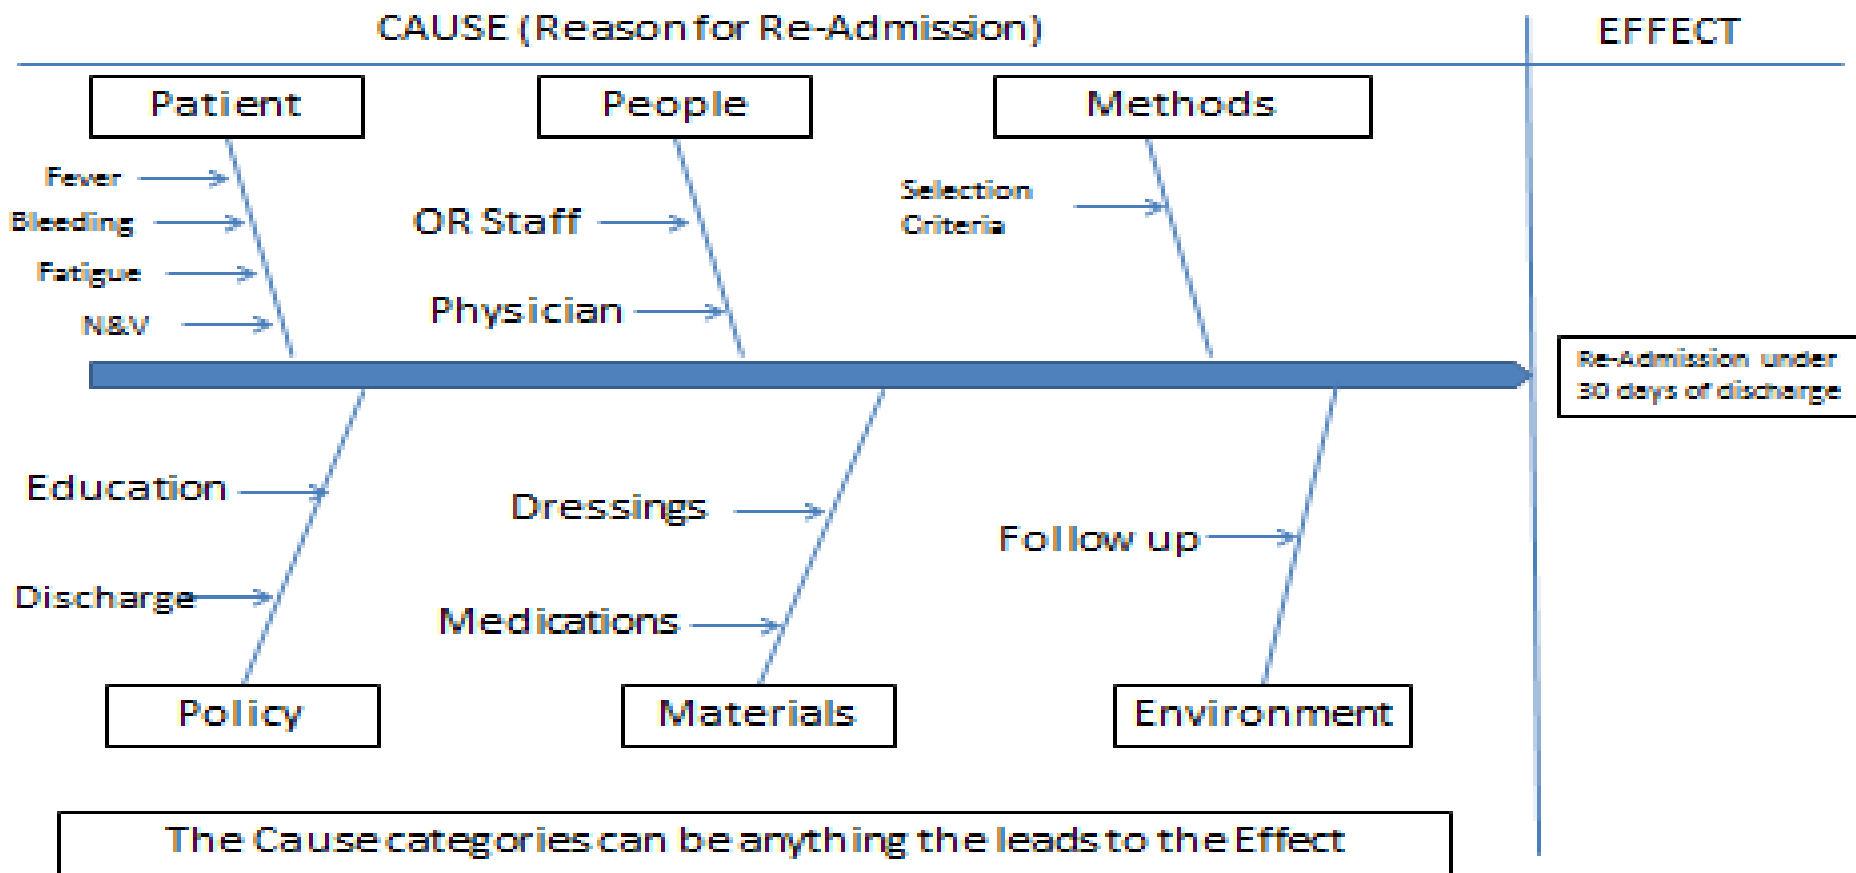 CAUSE (Reason for Re-Admission)
EFFECT
Patient
People
Methods
Fever
Bleeding
Fatigue
N&V
OR Staff
Physician
Selection
Criteria
Re-Admission under
30 days of discharge
Education
Discharge
Dressings
Medications
Follow up
Policy
Materials
Environment
The Cause categories can be anything the leads to the Effect